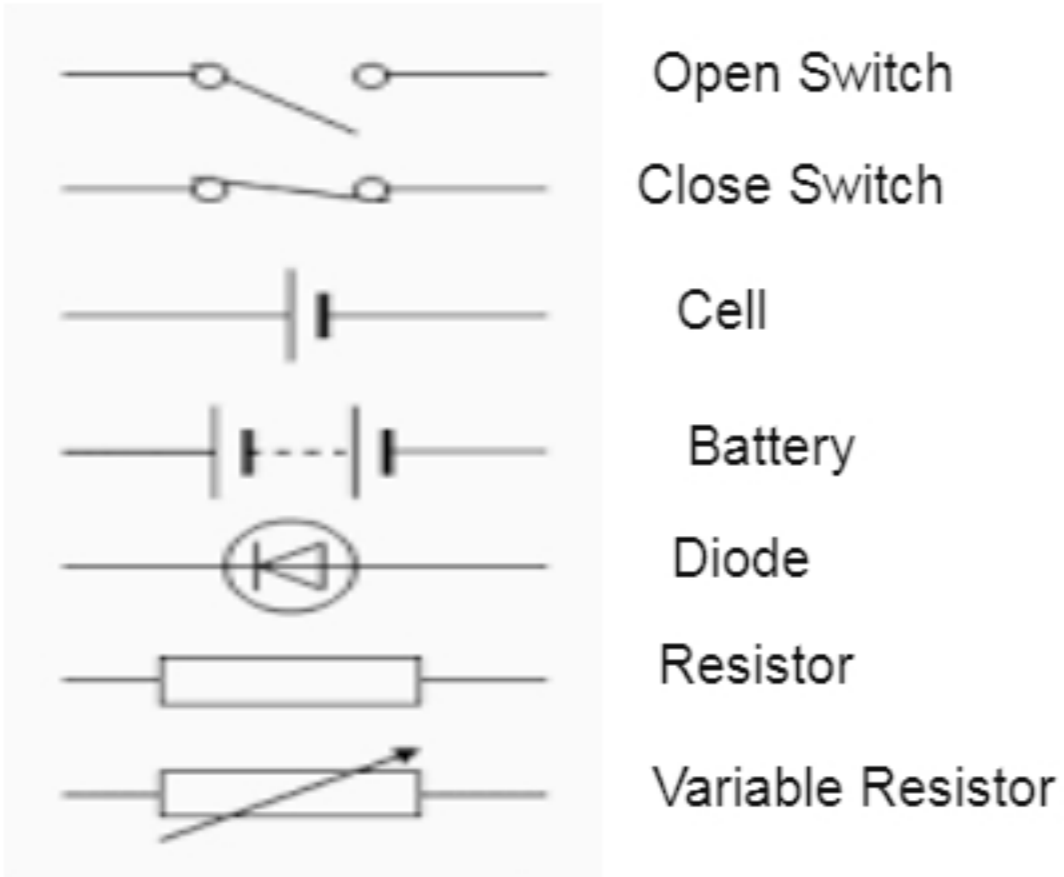 Open Switch
Close Switch
Cell
Battery
Diode
Resistor
Variable Resistor